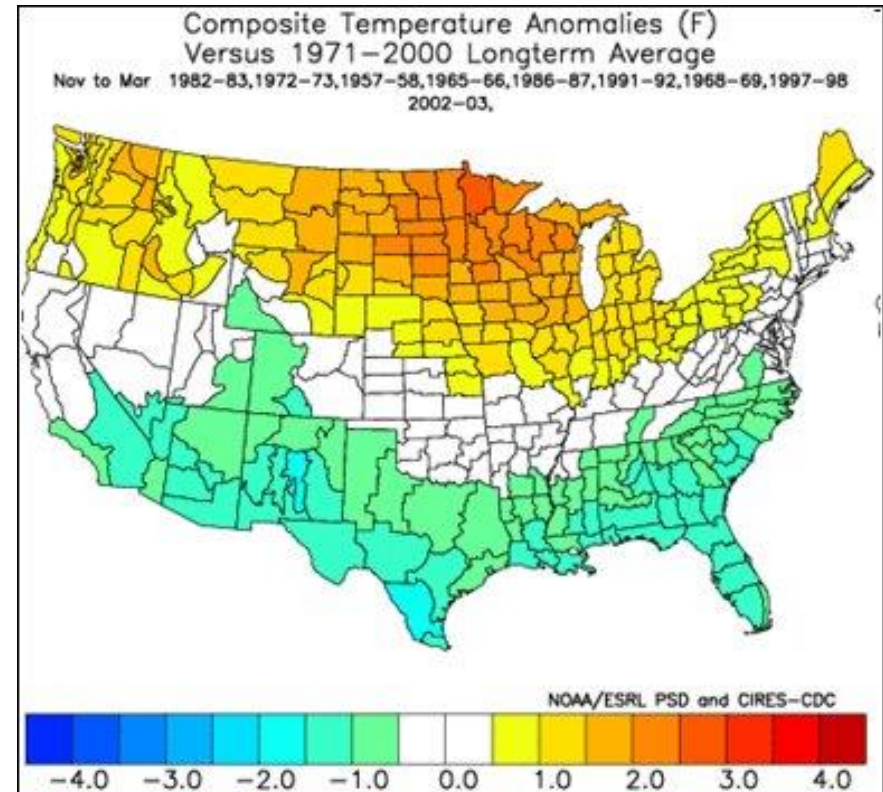 Composite Temperature Anomalies (F)
Versus 1971-2000 Longterm Average
Nov to Mar 1982-83,1972-73,1957-58,1965-66,1986-87,1991-92,1968-69,1997-98
2002-03,
NOAA/ESRL PSD and CIRES-CDC
-4.0 -3.0 -2.0 -1.0 0.0 1.0 2.0 3.0 4.0